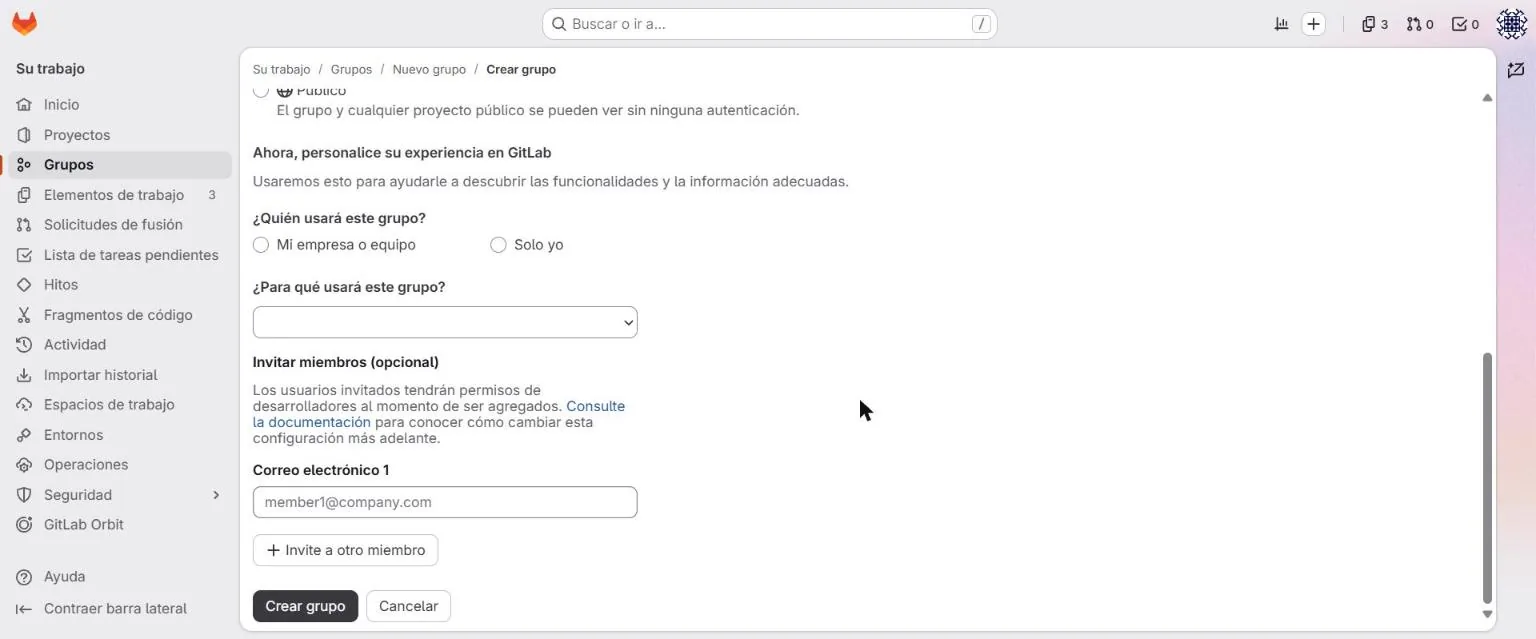 Buscar o ir a...
/
3
0
0
Su trabajo
Inicio
Proyectos
Grupos
Elementos de trabajo 3
Solicitudes de fusión
Lista de tareas pendientes
Hitos
Fragmentos de código
Actividad
Importar historial
Espacios de trabajo
Entornos
Operaciones
Seguridad
GitLab Orbit
Ayuda
Contraer barra lateral
Su trabajo / Grupos / Nuevo grupo / Crear grupo
Público
El grupo y cualquier proyecto público se pueden ver sin ninguna autenticación.
Ahora, personalice su experiencia en GitLab
Usaremos esto para ayudarle a descubrir las funcionalidades y la información adecuadas.
¿Quién usará este grupo?
Mi empresa o equipo Solo yo
¿Para qué usará este grupo?
Invitar miembros (opcional)
Los usuarios invitados tendrán permisos de
desarrolladores al momento de ser agregados. Consulte
la documentación para conocer cómo cambiar esta
configuración más adelante.
Correo electrónico 1
member1@company.com
Invite a otro miembro
Crear grupo Cancelar